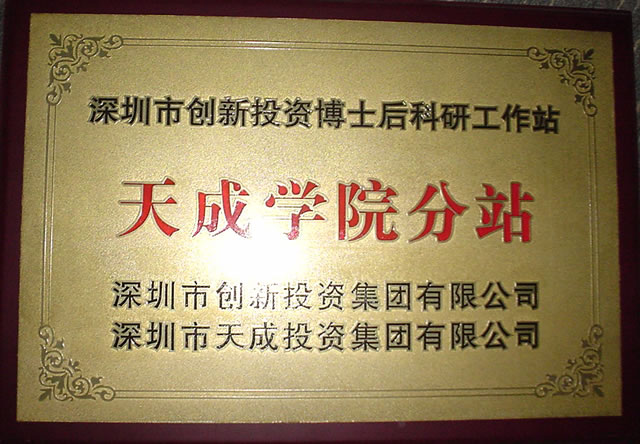 深圳市创新投资博士后科研工作站
天成学院分站
深圳市创新投资集团有限公司
深圳市天成投资集团有限公司